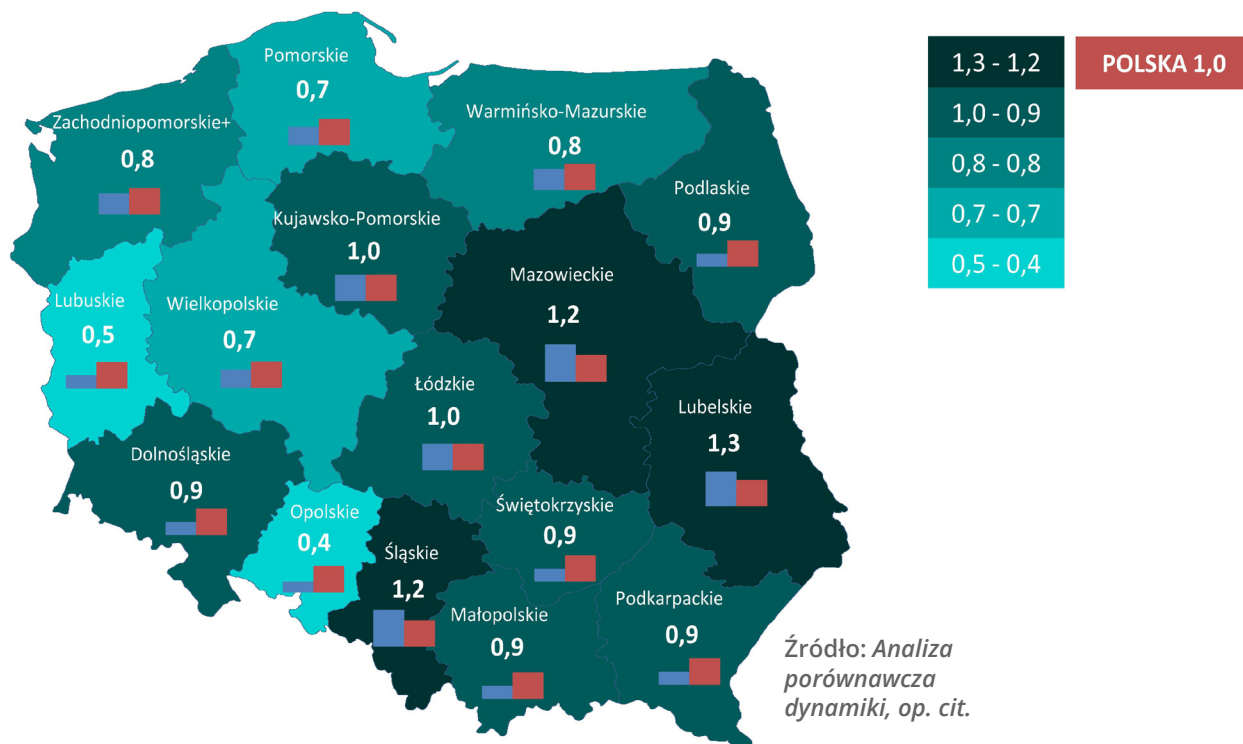 Pomorskie
0,7
Zachodniopomorskie+
0,8
Warmińsko-Mazurskie
0,8
Podlaskie
0,9
Kujawsko-Pomorskie
1,0
Mazowieckie
1,2
Lubuskie
0,5
Wielkopolskie
0,7
Łódzkie
1,0
Lubelskie
1,3
Dolnośląskie
0,9
Opolskie
0,4
Śląskie
1,2
Świętokrzyskie
0,9
Małopolskie
0,9
Podkarpackie
0,9
1,3 - 1,2
POLSKA 1,0
1,0 - 0,9
0,8 - 0,8
0,7 - 0,7
0,5 - 0,4
Źródło: Analiza
porównawcza
dynamiki, op. cit.